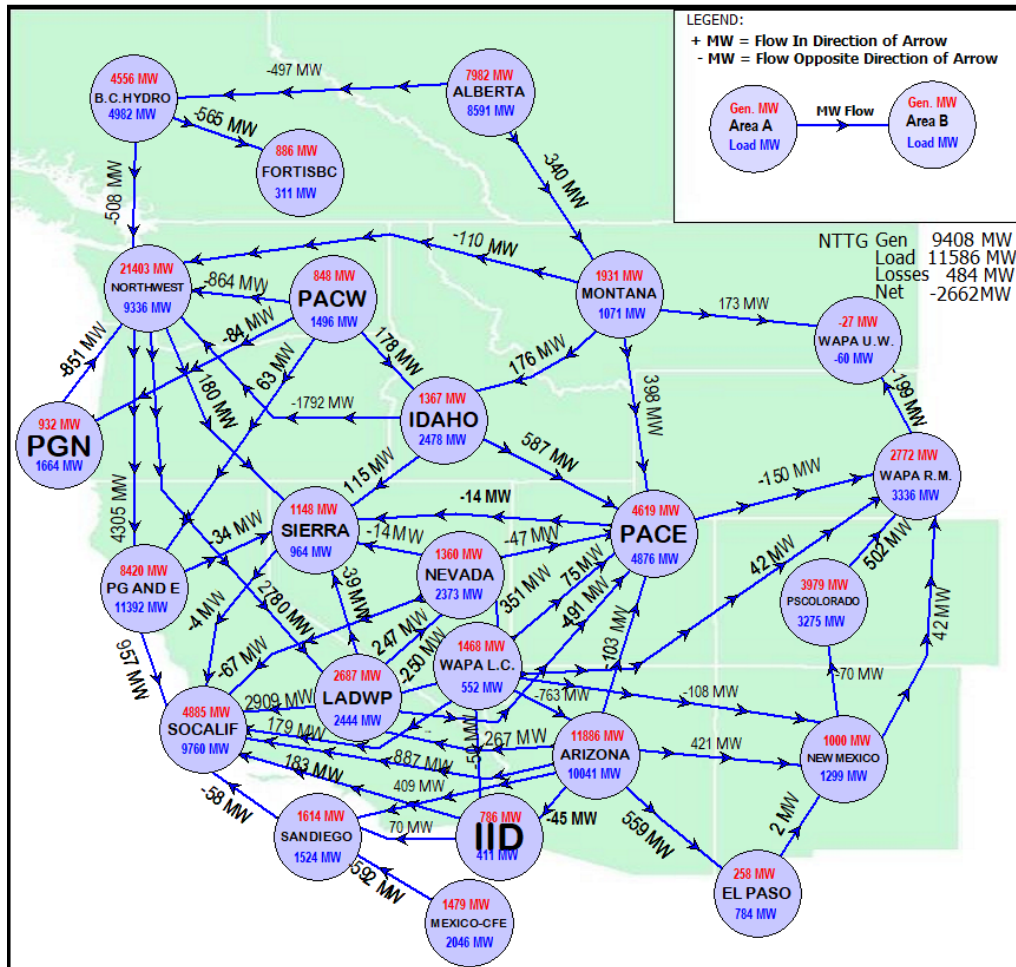 LEGEND:
+ MW = Flow In Direction of Arrow
- MW = Flow Opposite Direction of Arrow
Gen. MW
Area A
Load MW
MW Flow
Gen. MW
Area B
Load MW
NTTG Gen 9408 MW
Load 11586 MW
Losses 484 MW
Net -2662MW
4556 MW
B.C.HYDRO
4982 MW
-497 MW
7982 MW
ALBERTA
8591 MW
-565 MW
886 MW
FORTISBC
311 MW
-340 MW
-508 MW
-110 MW
21403 MW
NORTHWEST
9336 MW
-864 MW
848 MW
PACW
1496 MW
1931 MW
MONTANA
1071 MW
173 MW
-27 MW
WAPA U.W.
-60 MW
-84 MW
-851 MW
178 MW
176 MW
63 MW
180 MW
398 MW
-199 MW
-1792 MW
1367 MW
IDAHO
2478 MW
932 MW
PGN
1664 MW
587 MW
115 MW
2772 MW
WAPA R.M.
3336 MW
-150 MW
4305 MW
-14 MW
1148 MW
SIERRA
964 MW
-34 MW
-14 MW
4619 MW
PACE
4876 MW
-47 MW
42 MW
502 MW
8420 MW
PG AND E
11392 MW
1360 MW
NEVADA
2373 MW
351 MW
75 MW
-491 MW
3979 MW
PSCOLORADO
3275 MW
-39 MW
-4 MW
2780 MW
957 MW
-67 MW
247 MW
-250 MW
1468 MW
WAPA L.C.
552 MW
-103 MW
42 MW
-70 MW
2687 MW
LADWP
2444 MW
2909 MW
-763 MW
-108 MW
4885 MW
SOCALIF
9760 MW
179 MW
267 MW
11886 MW
ARIZONA
10041 MW
421 MW
1000 MW
NEW MEXICO
1299 MW
-887 MW
183 MW
409 MW
-58 MW
1614 MW
SANDIEGO
1524 MW
70 MW
786 MW
IID
411 MW
-45 MW
559 MW
2 MW
-592 MW
1479 MW
MEXICO-CFE
2046 MW
258 MW
EL PASO
784 MW